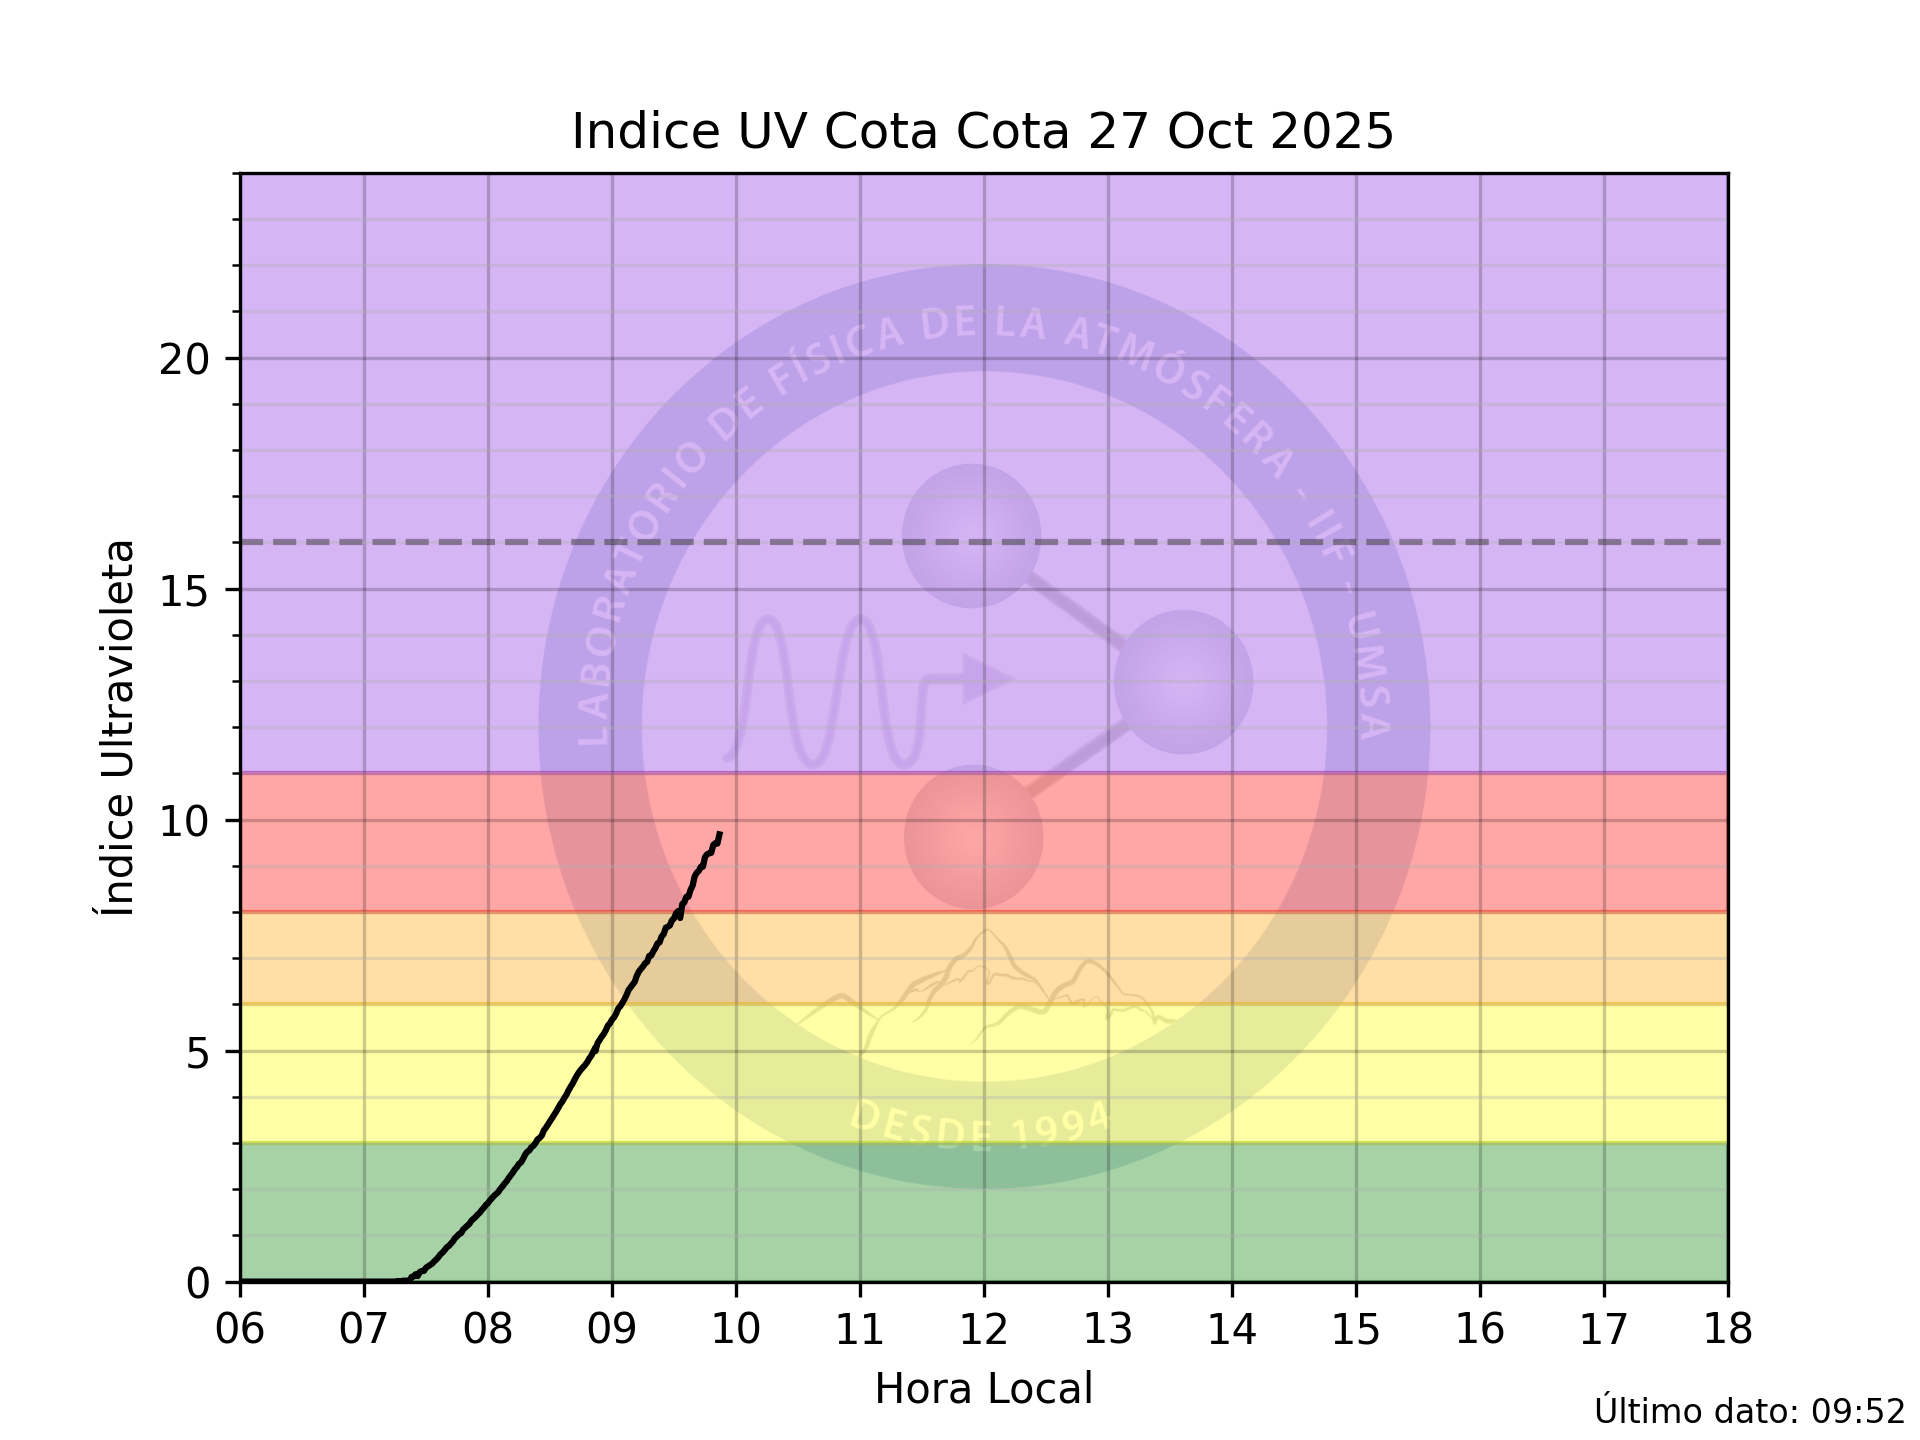 Indice UV Cota Cota 27 Oct 2025
LABORATORIO DE FÍSICA DE LA ATMÓSFERA - IIF - UMSA
DESDE 1994
Índice Ultravioleta
20
15
10
5
0
06 07 08 09 10 11 12 13 14 15 16 17 18
Hora Local
Último dato: 09:52